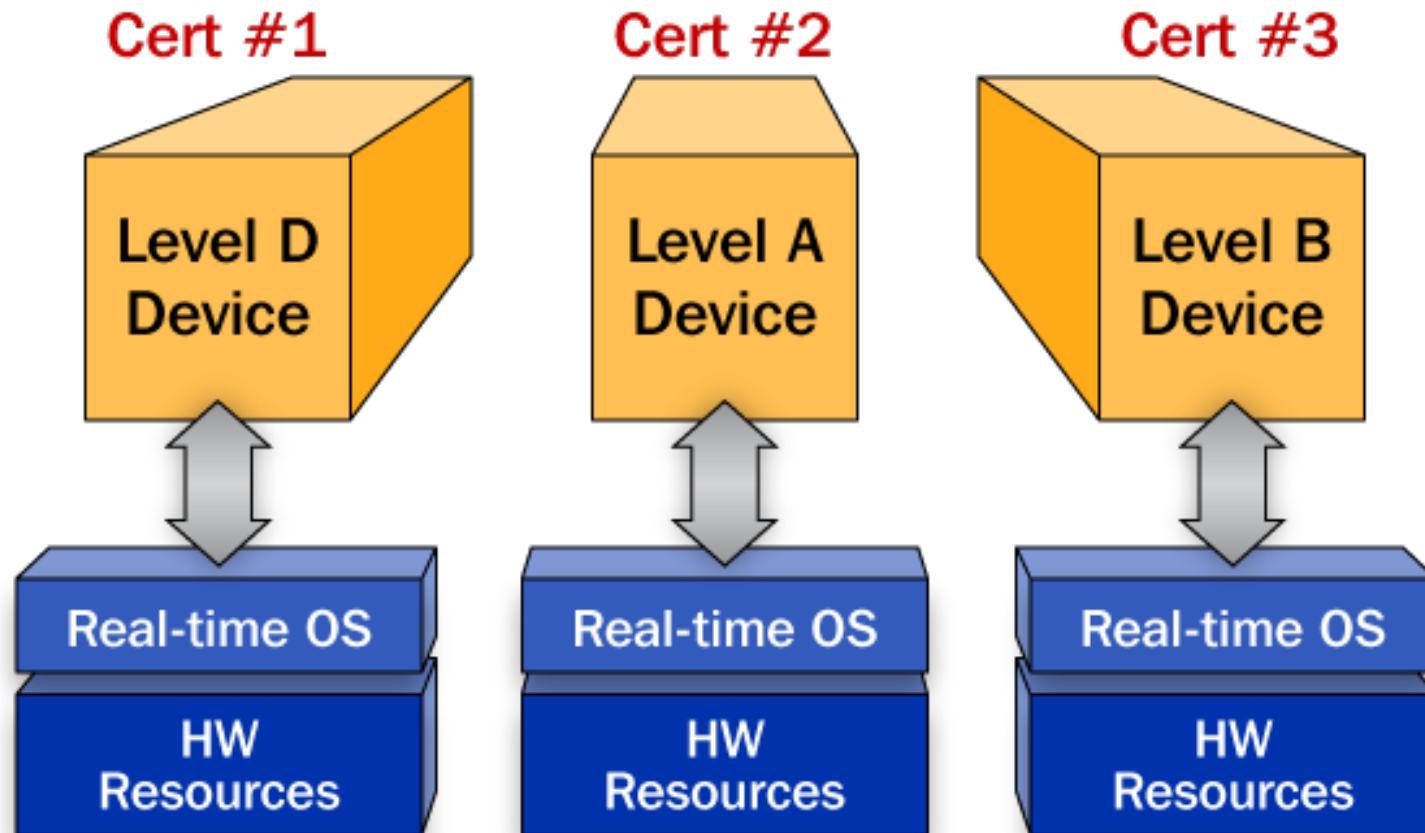 Cert #1
Cert #2
Cert #3
Level D
Device
Level A
Device
Level B
Device
Real-time OS
Real-time OS
Real-time OS
HW
Resources
HW
Resources
HW
Resources